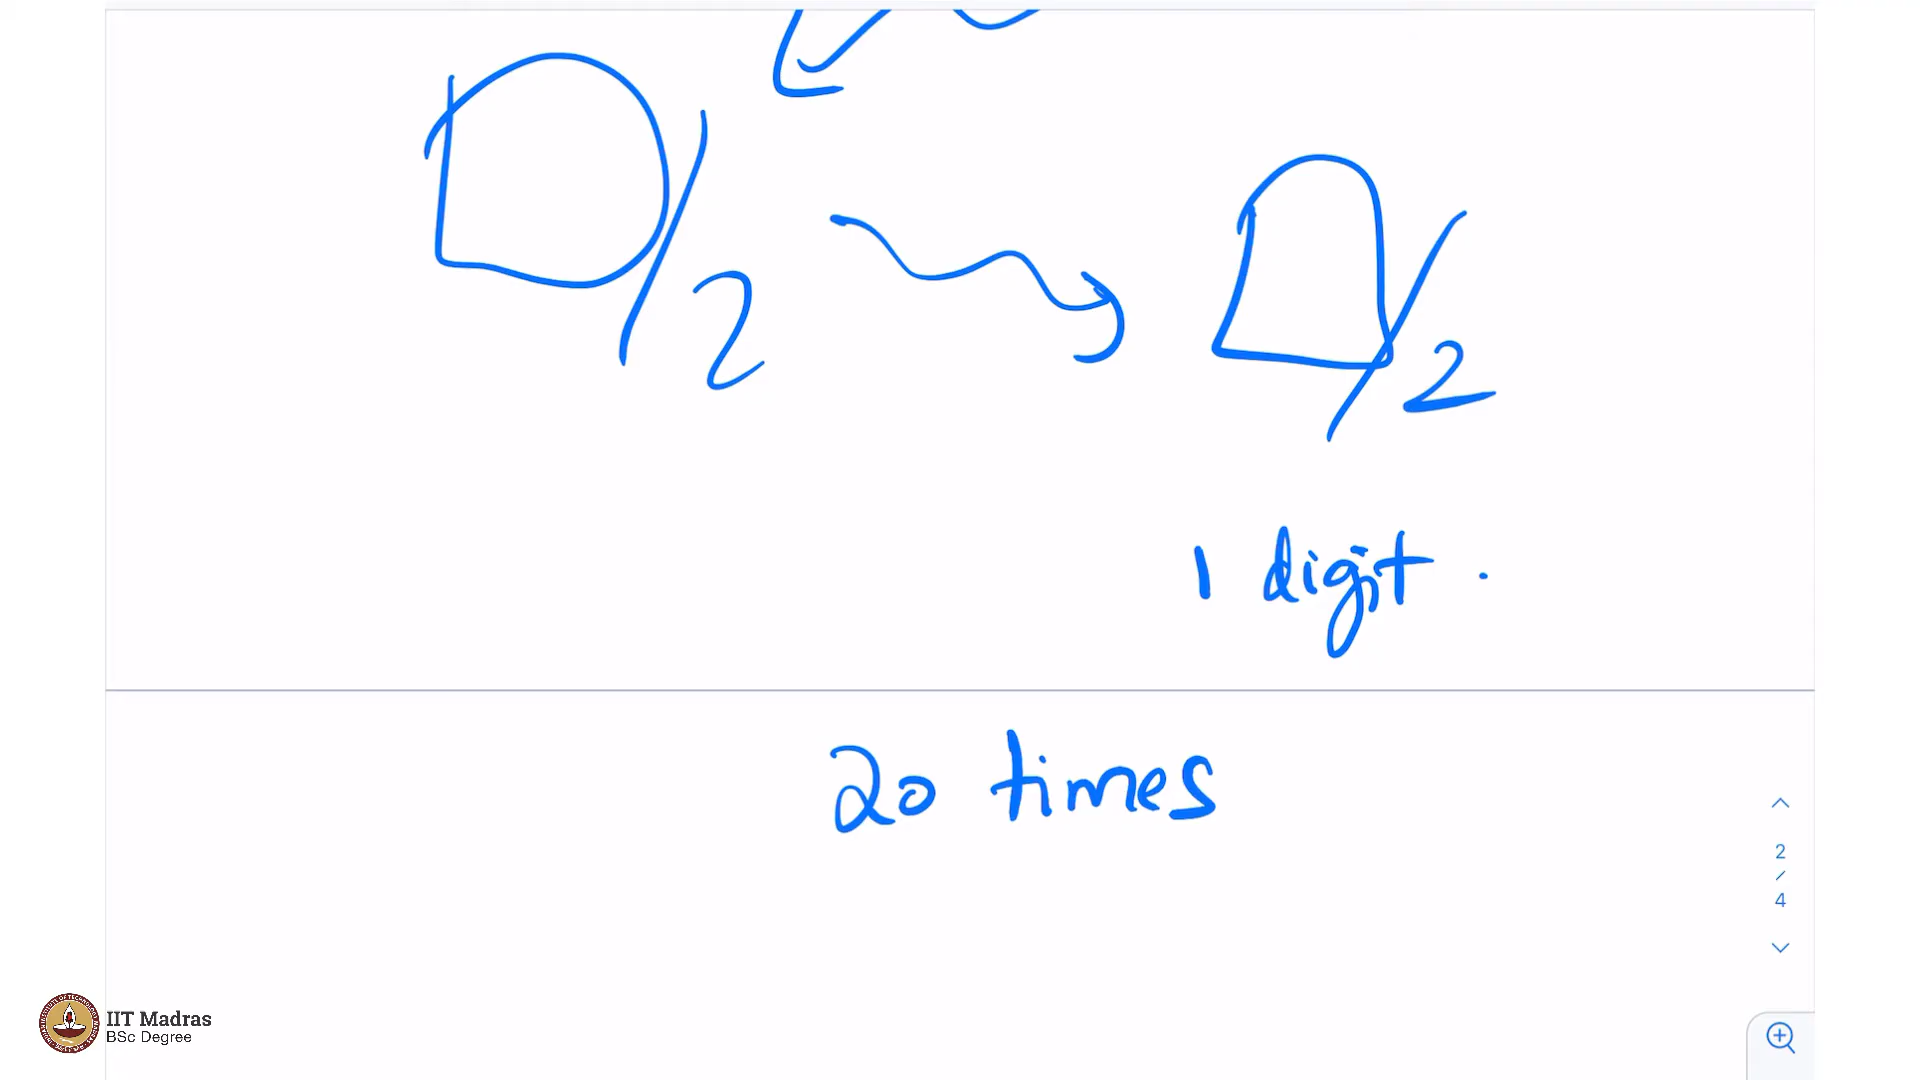 D/2
D/2
1 digit .
20 times
2
/
4
IIT Madras
BSc Degree